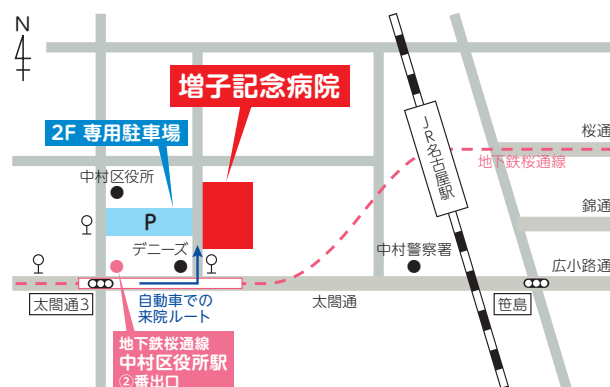 N
増子記念病院
2F 専用駐車場
中村区役所
P
デニーズ
JR名古屋駅
桜通
地下鉄桜通線
錦通
中村警察署
広小路通
太閤通3
自動車での
来院ルート
太閤通
笹島
地下鉄桜通線
中村区役所駅
②番出口